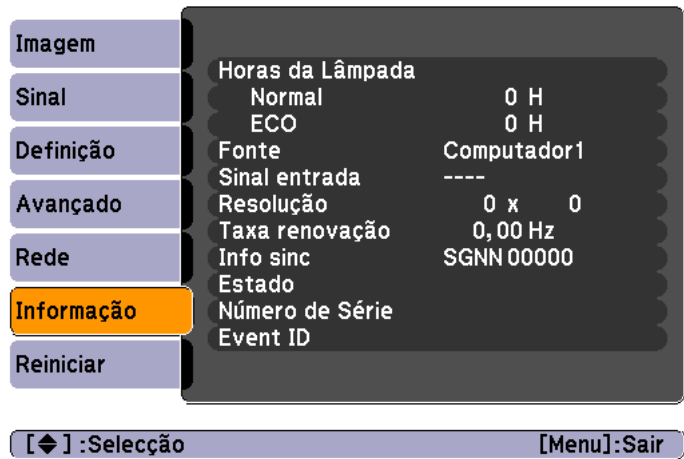 Imagem
Sinal
Definição
Avançado
Rede
Informação
Reiniciar
Horas da Lâmpada
Normal 0 H
ECO 0 H
Fonte Computador1
Sinal entrada ----
Resolução 0 x 0
Taxa renovação 0,00 Hz
Info sinc SGNN 00000
Estado
Número de Série
Event ID
[◆] :Selecção [Menu]:Sair